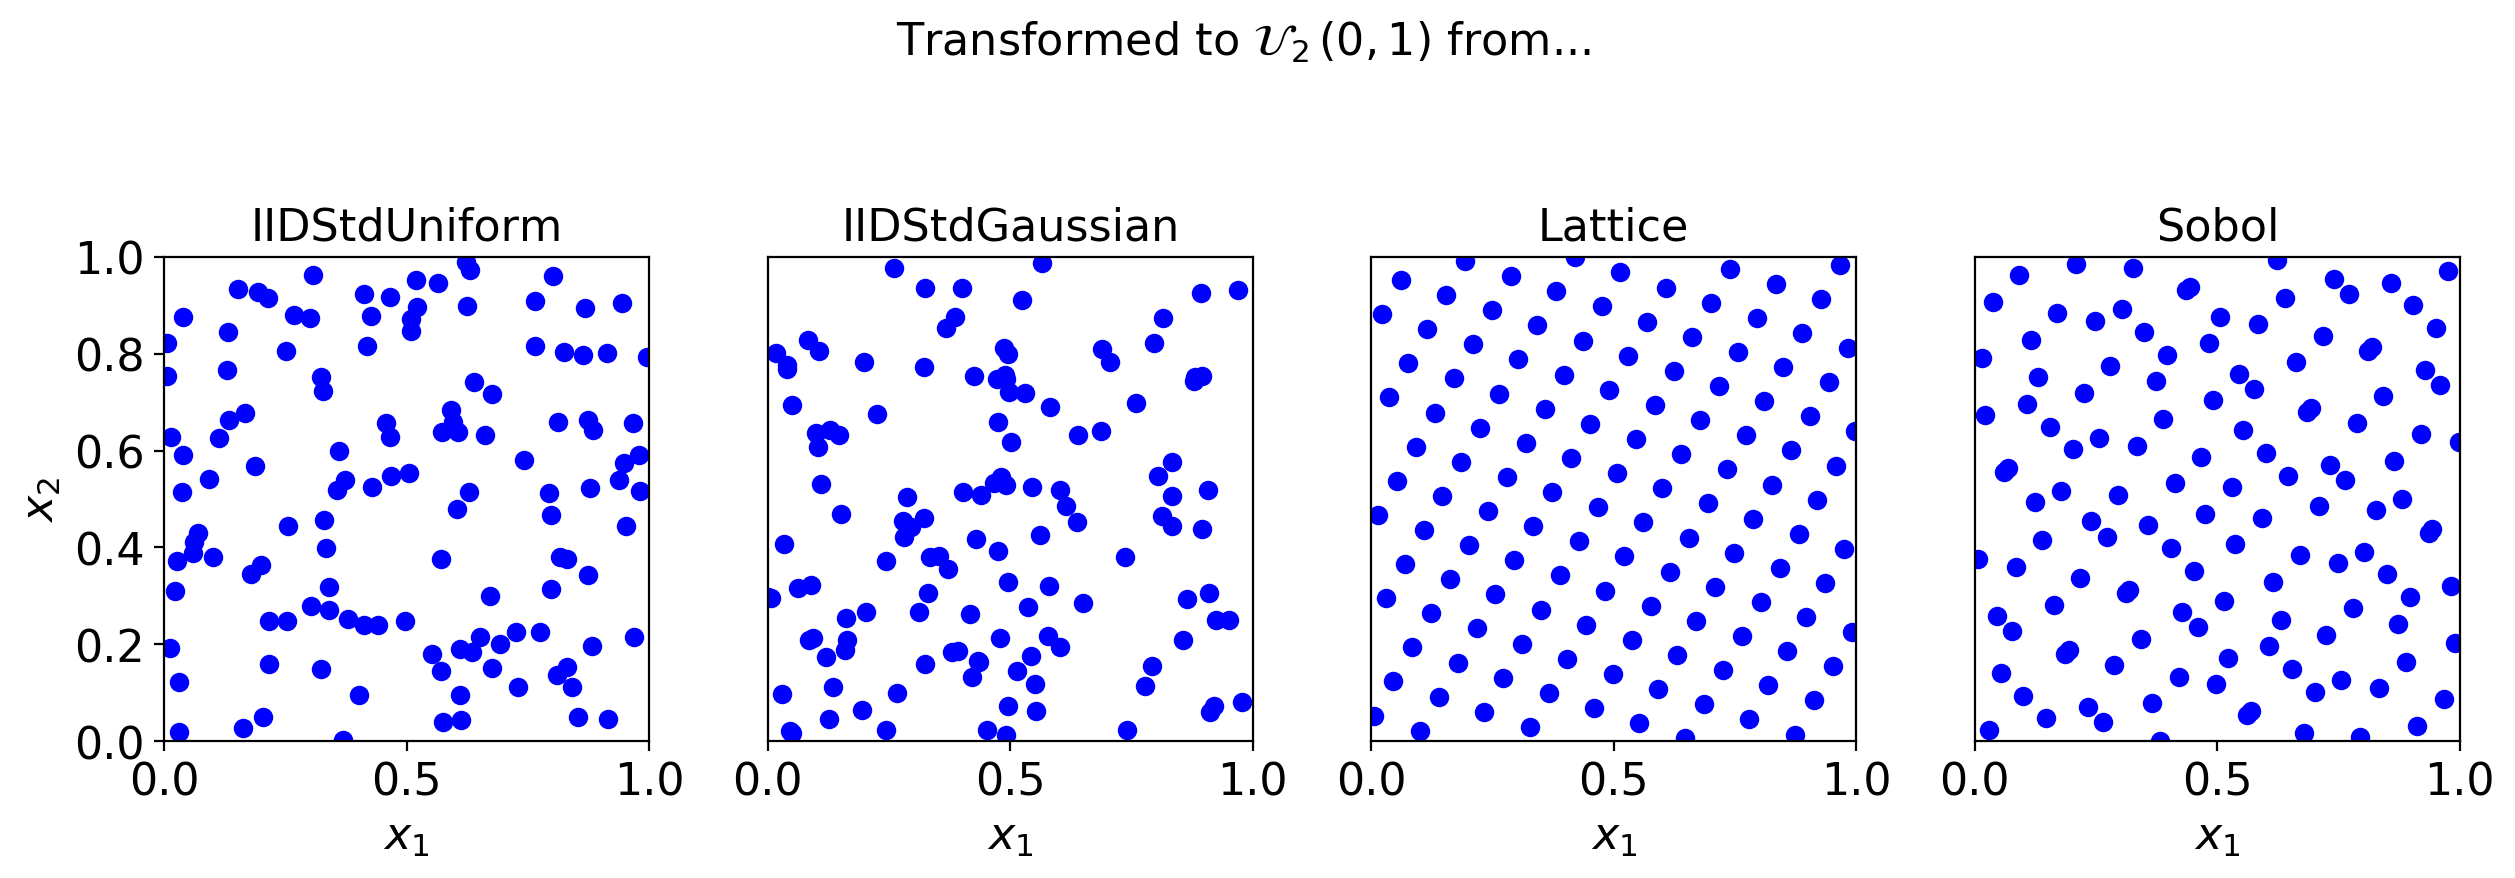 Transformed to 𝒰₂(0, 1) from...
IIDStdUniform IIDStdGaussian Lattice Sobol
1.0
0.8
0.6
0.4
0.2
0.0
x₂
0.0 0.5 1.0 0.0 0.5 1.0 0.0 0.5 1.0 0.0 0.5 1.0
x₁ x₁ x₁ x₁